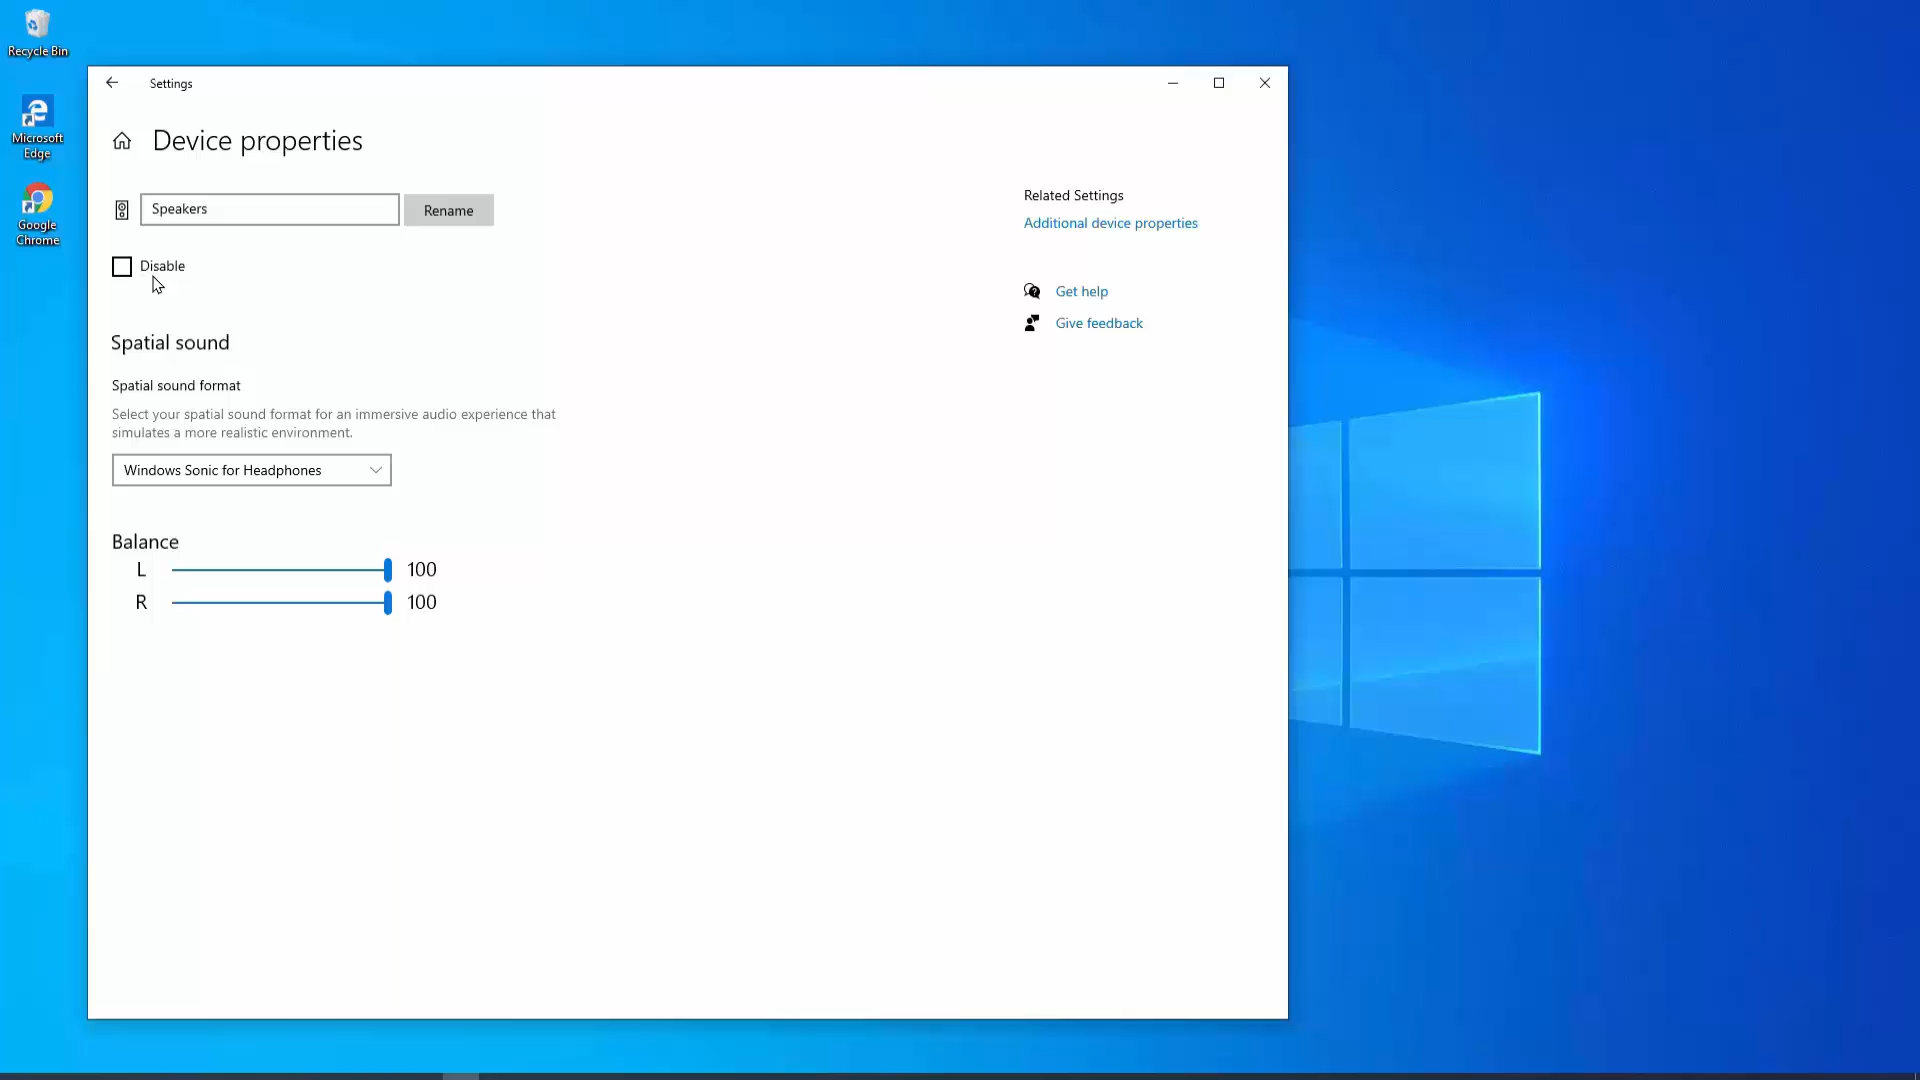 Recycle Bin
Microsoft
Edge
Google
Chrome
Settings
Device properties
Speakers
Rename
Disable
Spatial sound
Spatial sound format
Select your spatial sound format for an immersive audio experience that
simulates a more realistic environment.
Windows Sonic for Headphones
Balance
L 100
R 100
Related Settings
Additional device properties
Get help
Give feedback